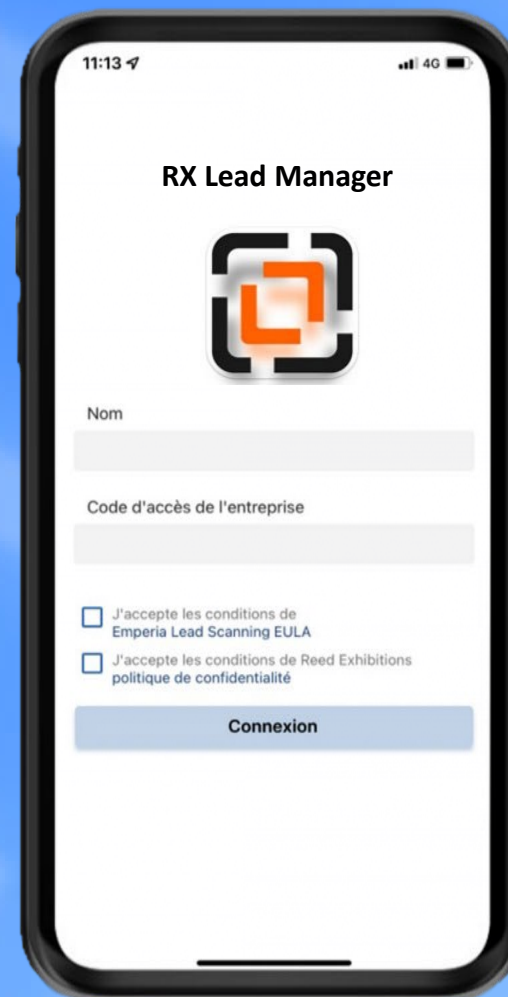 11:13
4G
RX Lead Manager
Nom
Code d'accès de l'entreprise
J'accepte les conditions de
Emperia Lead Scanning EULA
J'accepte les conditions de Reed Exhibitions
politique de confidentialité
Connexion